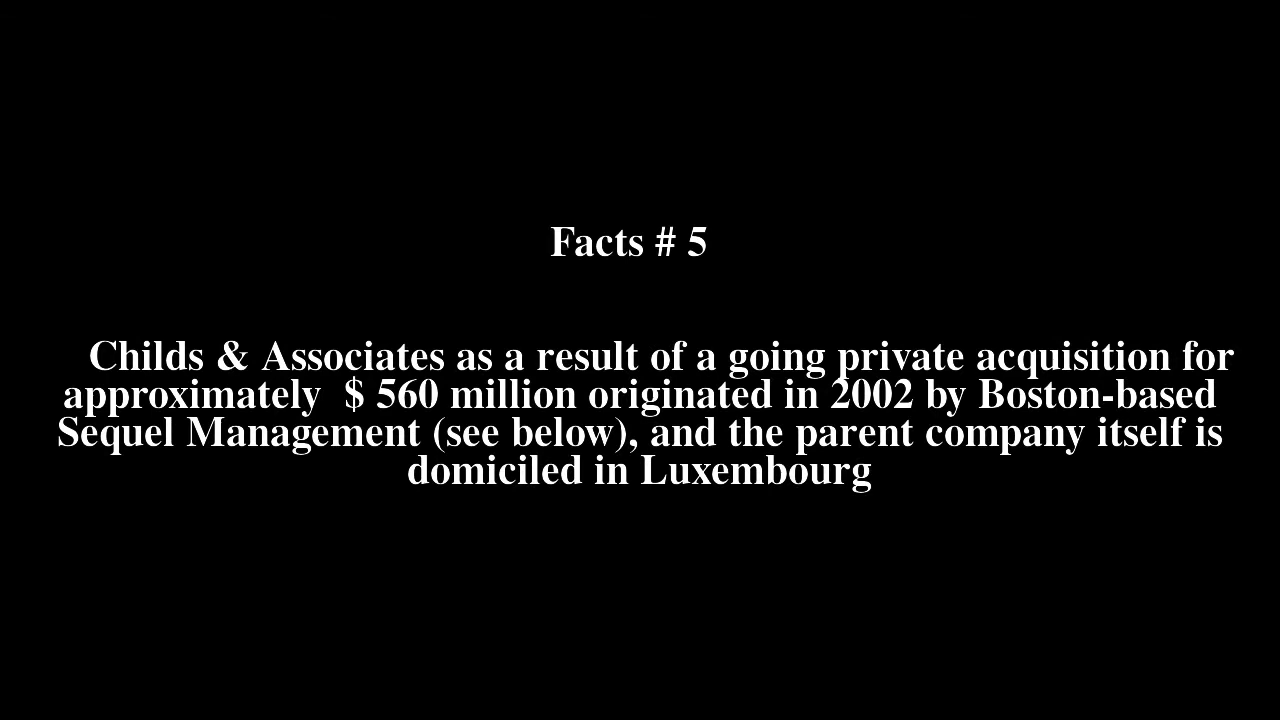 Facts # 5
Childs & Associates as a result of a going private acquisition for
approximately  $ 560 million originated in 2002 by Boston-based
Sequel Management (see below), and the parent company itself is
domiciled in Luxembourg